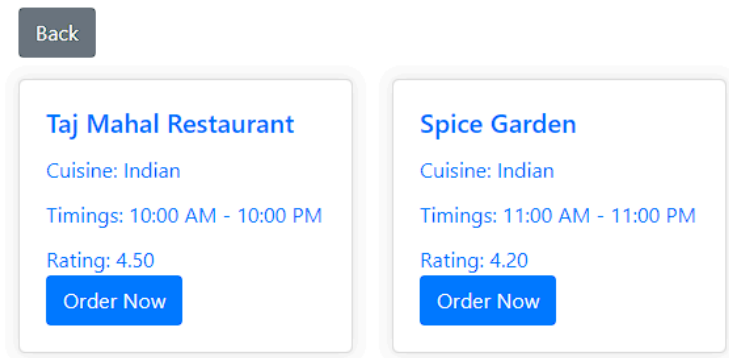 Back
Taj Mahal Restaurant
Cuisine: Indian
Timings: 10:00 AM - 10:00 PM
Rating: 4.50
Order Now
Spice Garden
Cuisine: Indian
Timings: 11:00 AM - 11:00 PM
Rating: 4.20
Order Now